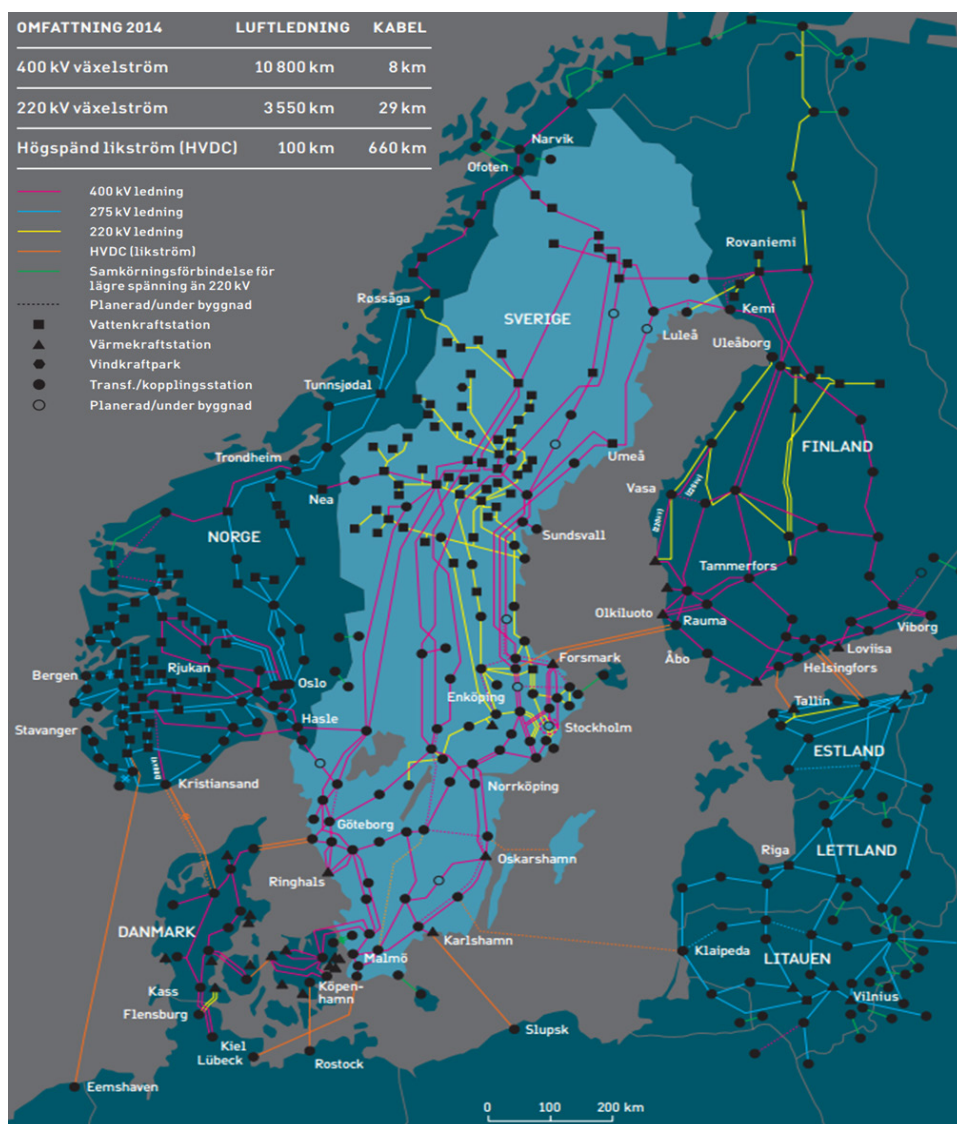 OMFATTNING 2014 LUFTLEDNING KABEL
400 kV växelström 10 800 km 8 km
220 kV växelström 3 550 km 29 km
Högspänd likström (HVDC) 100 km 660 km
400 kV ledning
275 kV ledning
220 kV ledning
HVDC (likström)
Samkörningsförbindelse för
lägre spänning än 220 kV
Planerad/under byggnad
Vattenkraftstation
Värmekraftstation
Vindkraftpark
Transf./kopplingsstation
Planerad/under byggnad
Narvik
Ofoten
Rovaniemi
Røssåga
SVERIGE
Kemi
Luleå
Uleåborg
Tunnsjødal
FINLAND
Trondheim
Umeå
Nea
Vasa
(220kV)
(220kV)
NORGE
Sundsvall
Tammerfors
Olkiluoto
Rauma
Viborg
Bergen
Rjukan
Forsmark
Åbo
Loviisa
Helsingfors
Oslo
Enköping
Tallin
Stavanger
Hasle
Stockholm
ESTLAND
Kristiansand
Norrköping
Göteborg
Riga
LETTLAND
Oskarshamn
Ringhals
DANMARK
Karlshamn
Klaipeda
Malmö
LITAUEN
Kass
Köpen-
hamn
Vilnius
Flensburg
Kiel
Slupsk
Lübeck
Rostock
Eemshaven
0 100 200 km